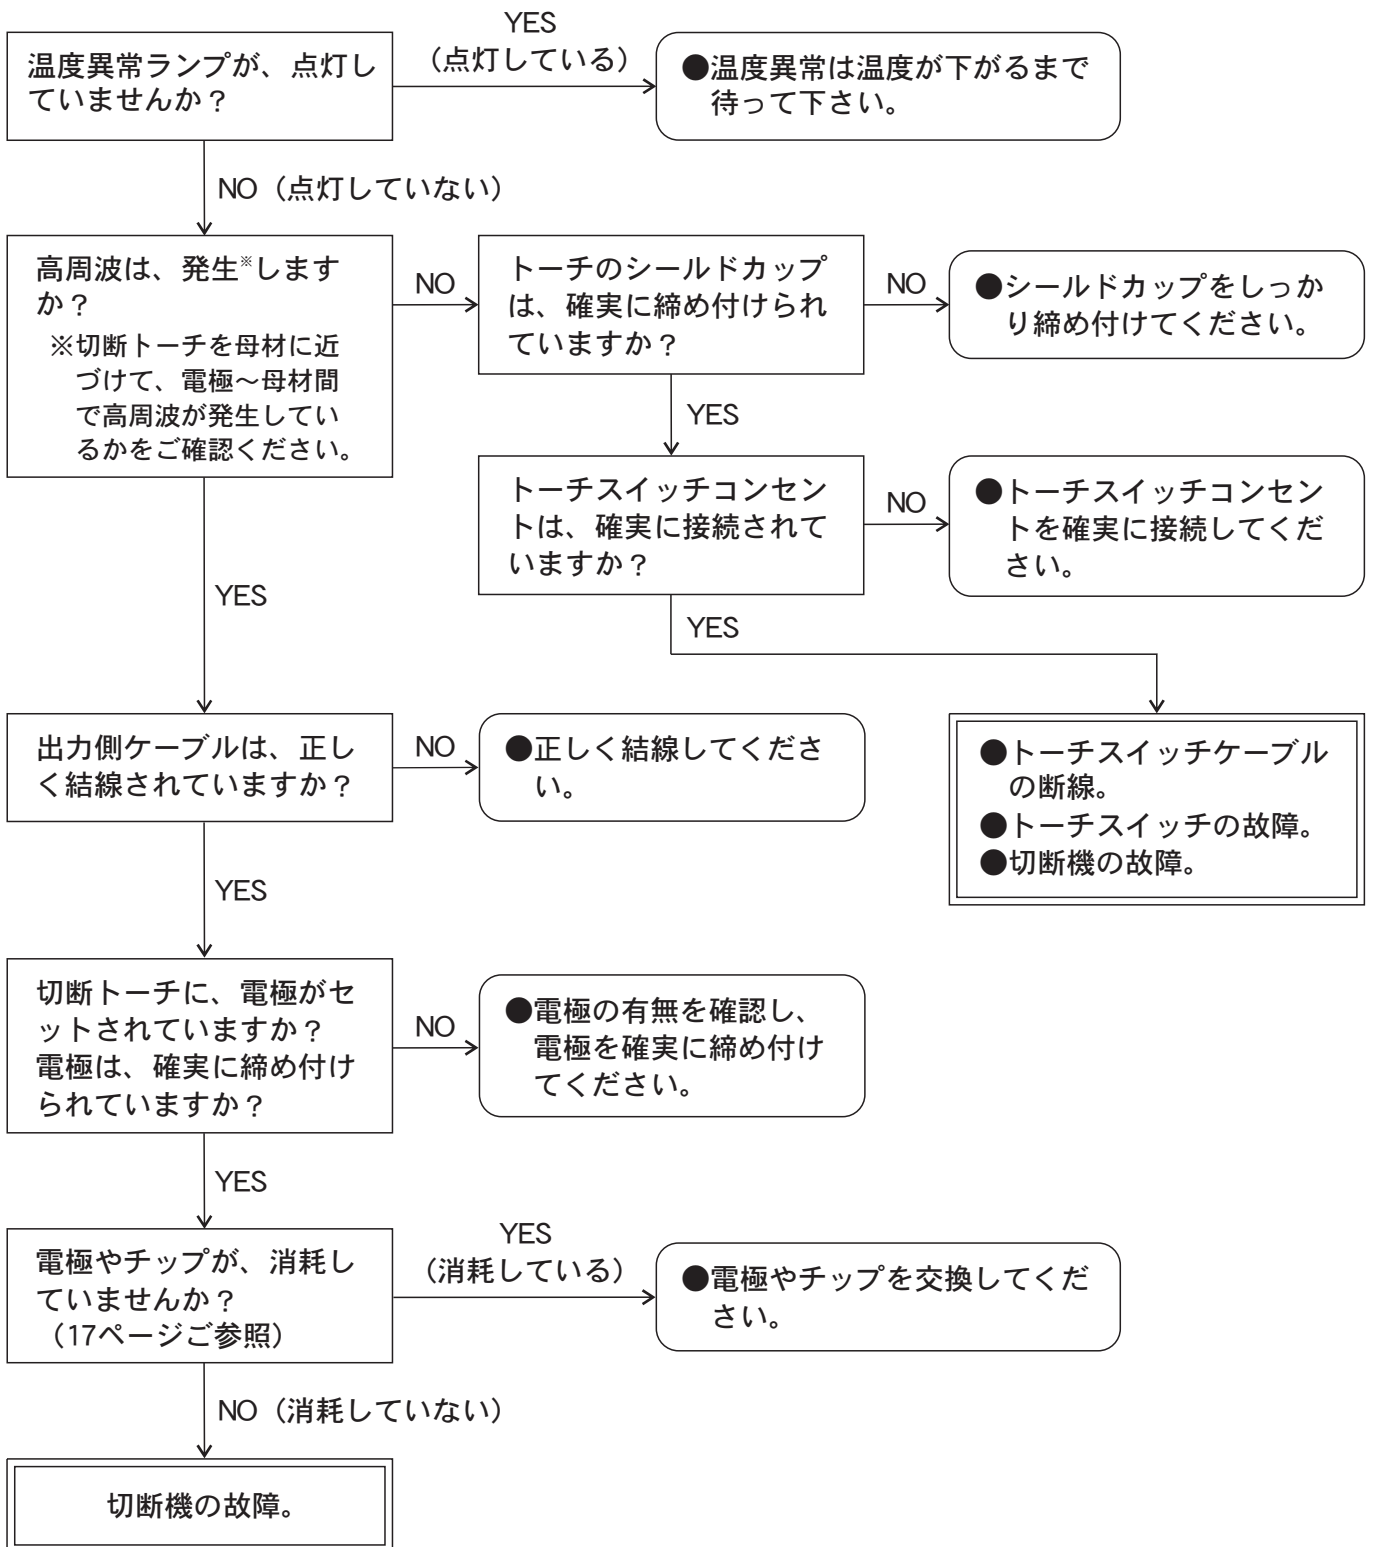 温度異常ランプが、点灯し
ていませんか？
YES
（点灯している）
●温度異常は温度が下がるまで
待って下さい。
NO（点灯していない）
高周波は、発生※します
か？
※切断トーチを母材に近
づけて、電極～母材間
で高周波が発生してい
るかをご確認ください。
NO
トーチのシールドカップ
は、確実に締め付けられ
ていますか？
NO
●シールドカップをしっか
り締め付けてください。
YES
トーチスイッチコンセン
トは、確実に接続されて
いますか？
NO
●トーチスイッチコンセン
トを確実に接続してくだ
さい。
YES
●トーチスイッチケーブル
の断線。
●トーチスイッチの故障。
●切断機の故障。
YES
出力側ケーブルは、正し
く結線されていますか？
NO
●正しく結線してくださ
い。
YES
切断トーチに、電極がセ
ットされていますか？
電極は、確実に締め付け
られていますか？
NO
●電極の有無を確認し、
電極を確実に締め付け
てください。
YES
電極やチップが、消耗し
ていませんか？
（17ページご参照）
YES
（消耗している）
●電極やチップを交換してくだ
さい。
NO（消耗していない）
切断機の故障。